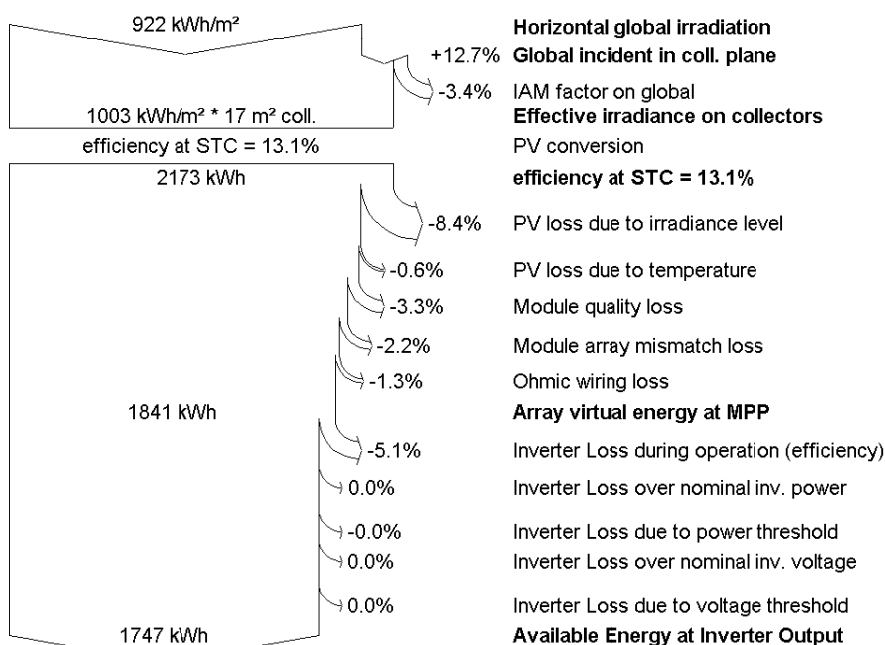 922 kWh/m² Horizontal global irradiation
+12.7% Global incident in coll. plane
-3.4% IAM factor on global
1003 kWh/m² * 17 m² coll. Effective irradiance on collectors
efficiency at STC = 13.1% PV conversion
2173 kWh efficiency at STC = 13.1%
-8.4% PV loss due to irradiance level
-0.6% PV loss due to temperature
-3.3% Module quality loss
-2.2% Module array mismatch loss
-1.3% Ohmic wiring loss
1841 kWh Array virtual energy at MPP
-5.1% Inverter Loss during operation (efficiency)
0.0% Inverter Loss over nominal inv. power
-0.0% Inverter Loss due to power threshold
0.0% Inverter Loss over nominal inv. voltage
0.0% Inverter Loss due to voltage threshold
1747 kWh Available Energy at Inverter Output